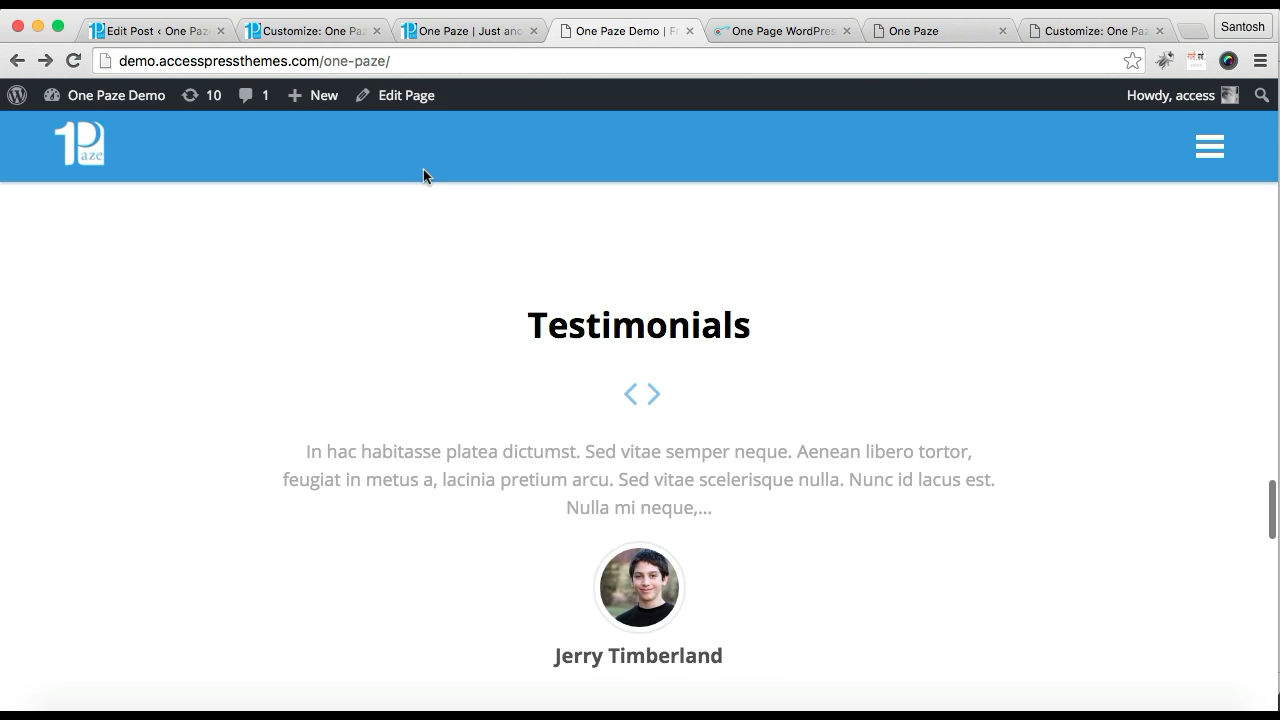 Edit Post ‹ One Paz
Customize: One Paz
One Paze | Just and
One Paze Demo | Fr
One Page WordPres
One Paze
Customize: One Paz
Santosh
demo.accesspressthemes.com/one-paze/
One Paze Demo 10 1 New Edit Page
Howdy, access
1Paze
Testimonials
In hac habitasse platea dictumst. Sed vitae semper neque. Aenean libero tortor,
feugiat in metus a, lacinia pretium arcu. Sed vitae scelerisque nulla. Nunc id lacus est.
Nulla mi neque,...
Jerry Timberland